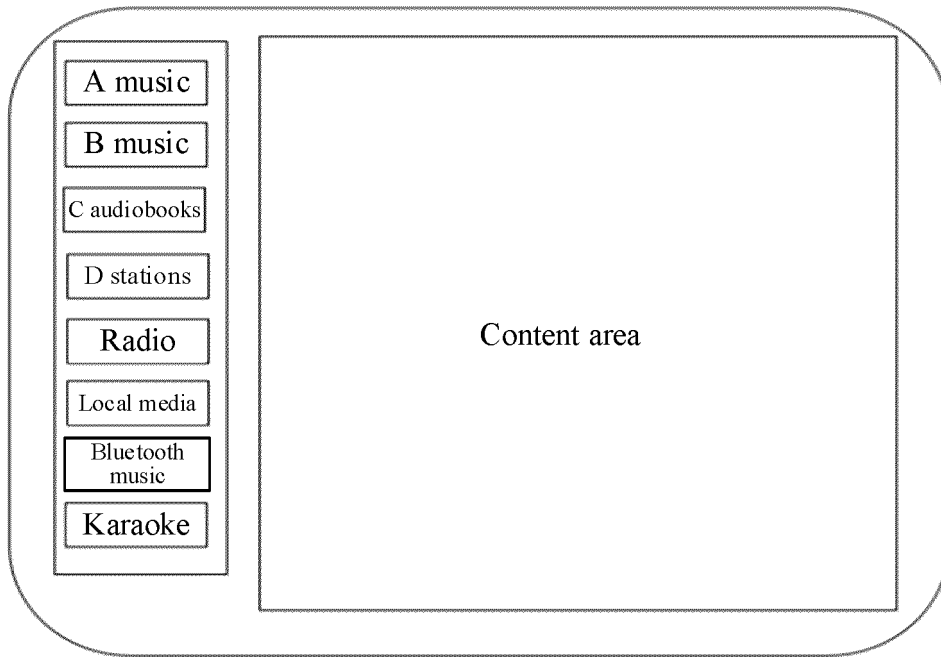 A music
B music
C audiobooks
D stations
Radio
Local media
Bluetooth
music
Karaoke
Content area